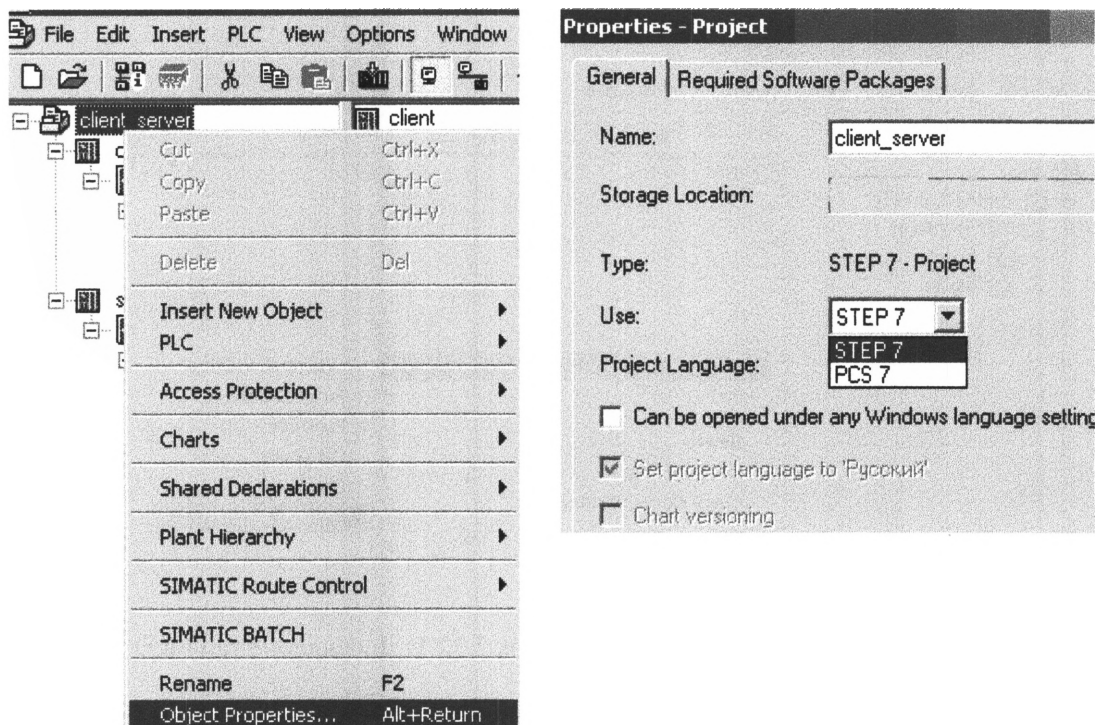 File Edit Insert PLC View Options Window
client_server
client
Cut Ctrl+X
Copy Ctrl+C
Paste Ctrl+V
Delete Del
Insert New Object
PLC
Access Protection
Charts
Shared Declarations
Plant Hierarchy
SIMATIC Route Control
SIMATIC BATCH
Rename F2
Object Properties... Alt+Return
Properties - Project
General Required Software Packages
Name: client_server
Storage Location:
Type: STEP 7 - Project
Use: STEP 7
STEP 7
Project Language: PCS 7
Can be opened under any Windows language setting
Set project language to 'Русский'
Chart versioning